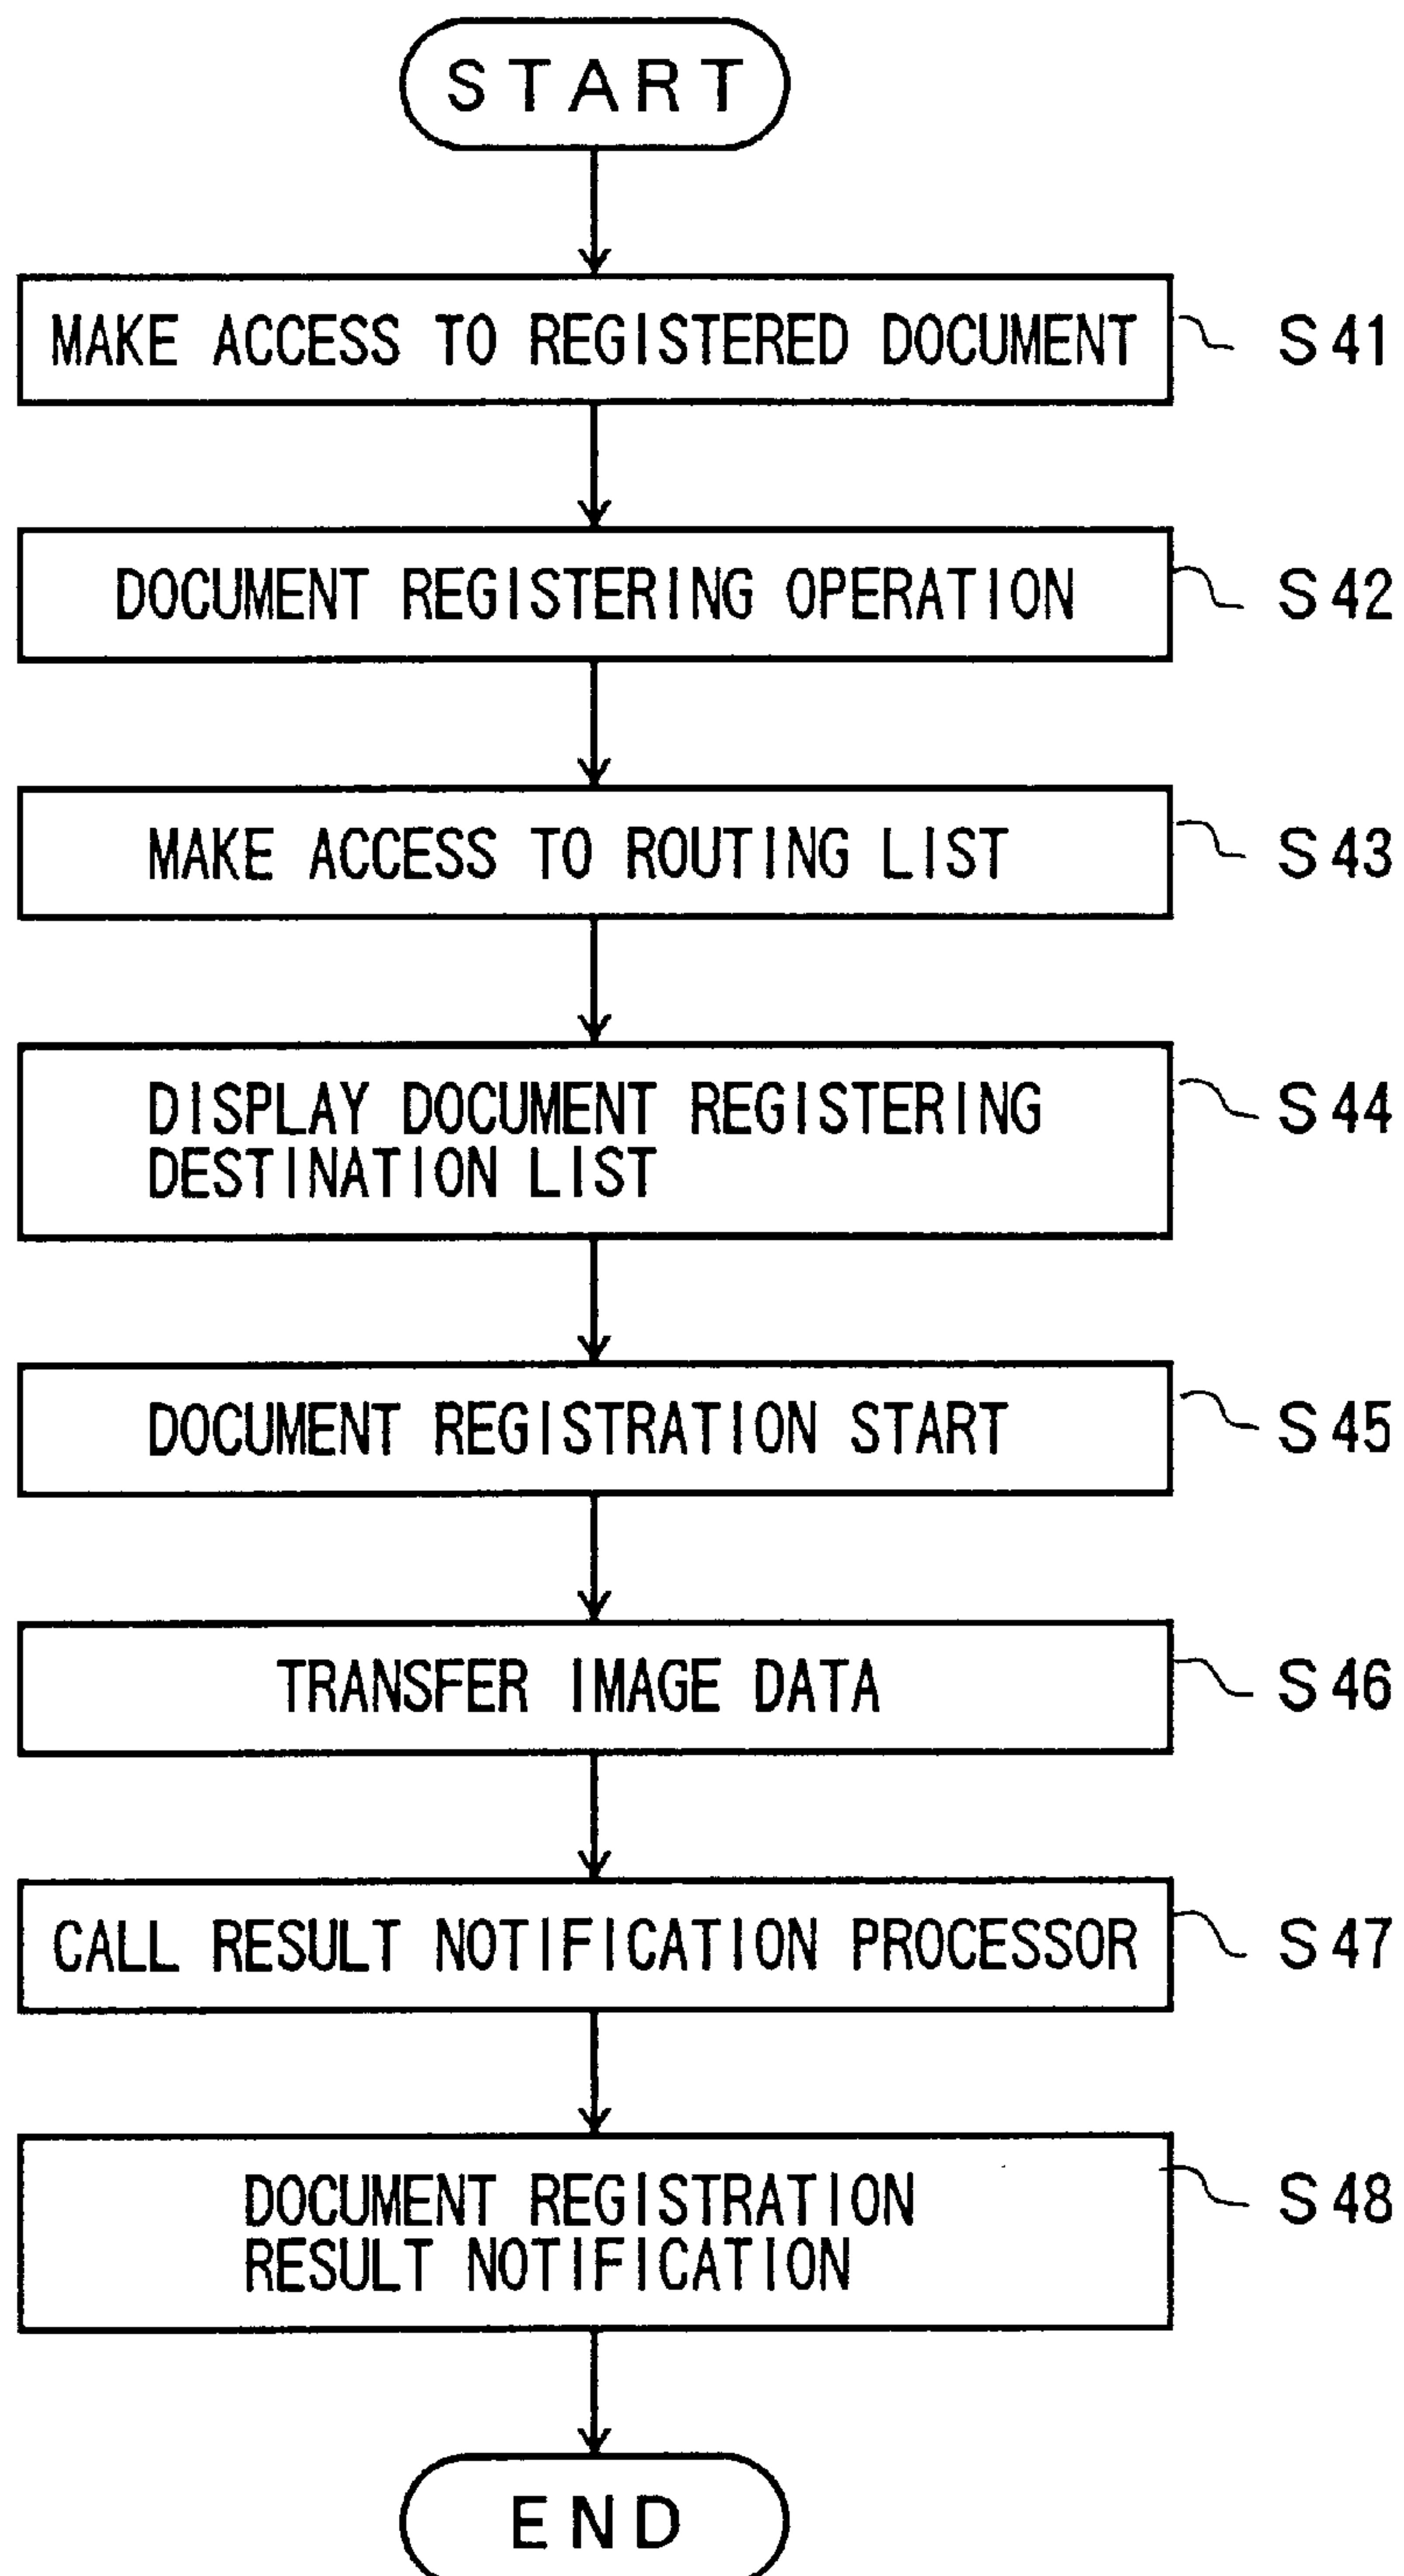 START
MAKE ACCESS TO REGISTERED DOCUMENT S41
DOCUMENT REGISTERING OPERATION S42
MAKE ACCESS TO ROUTING LIST S43
DISPLAY DOCUMENT REGISTERING S44
DESTINATION LIST
DOCUMENT REGISTRATION START S45
TRANSFER IMAGE DATA S46
CALL RESULT NOTIFICATION PROCESSOR S47
DOCUMENT REGISTRATION S48
RESULT NOTIFICATION
END